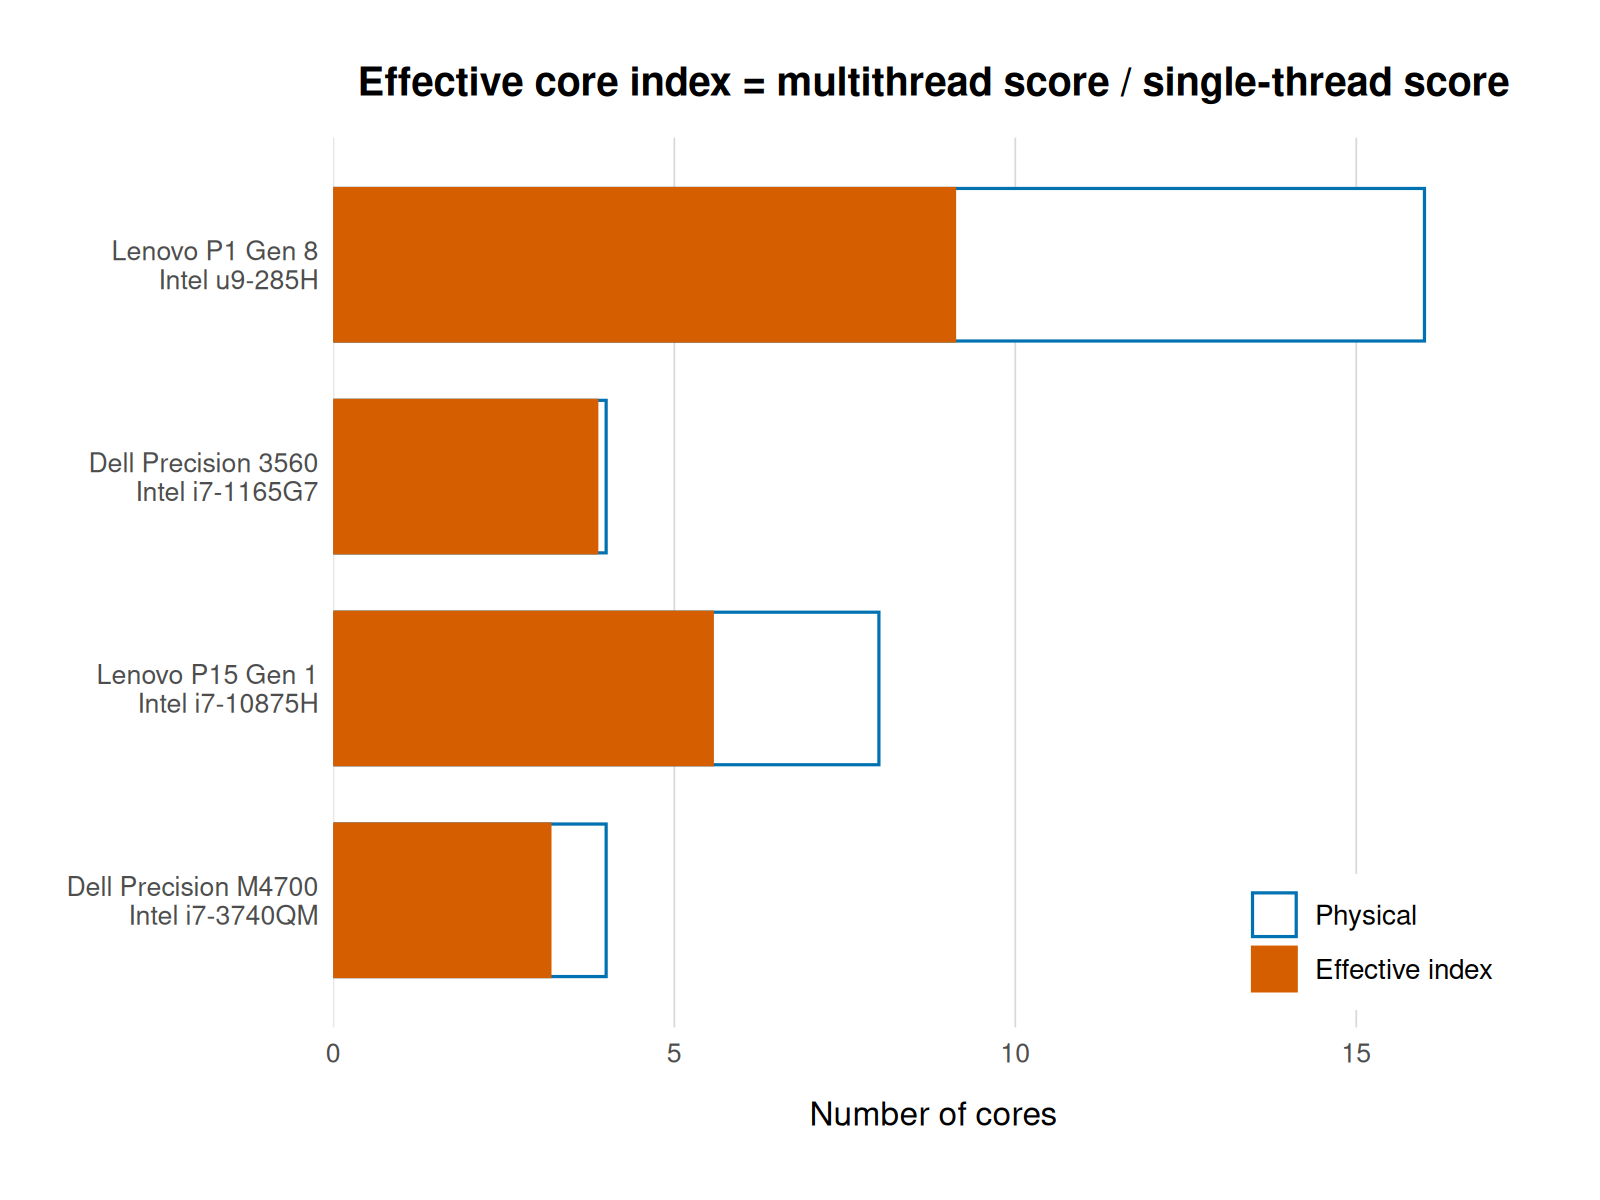 Effective core index = multithread score / single-thread score
Lenovo P1 Gen 8
Intel u9-285H
Dell Precision 3560
Intel i7-1165G7
Lenovo P15 Gen 1
Intel i7-10875H
Dell Precision M4700
Intel i7-3740QM
Physical
Effective index
0 5 10 15
Number of cores